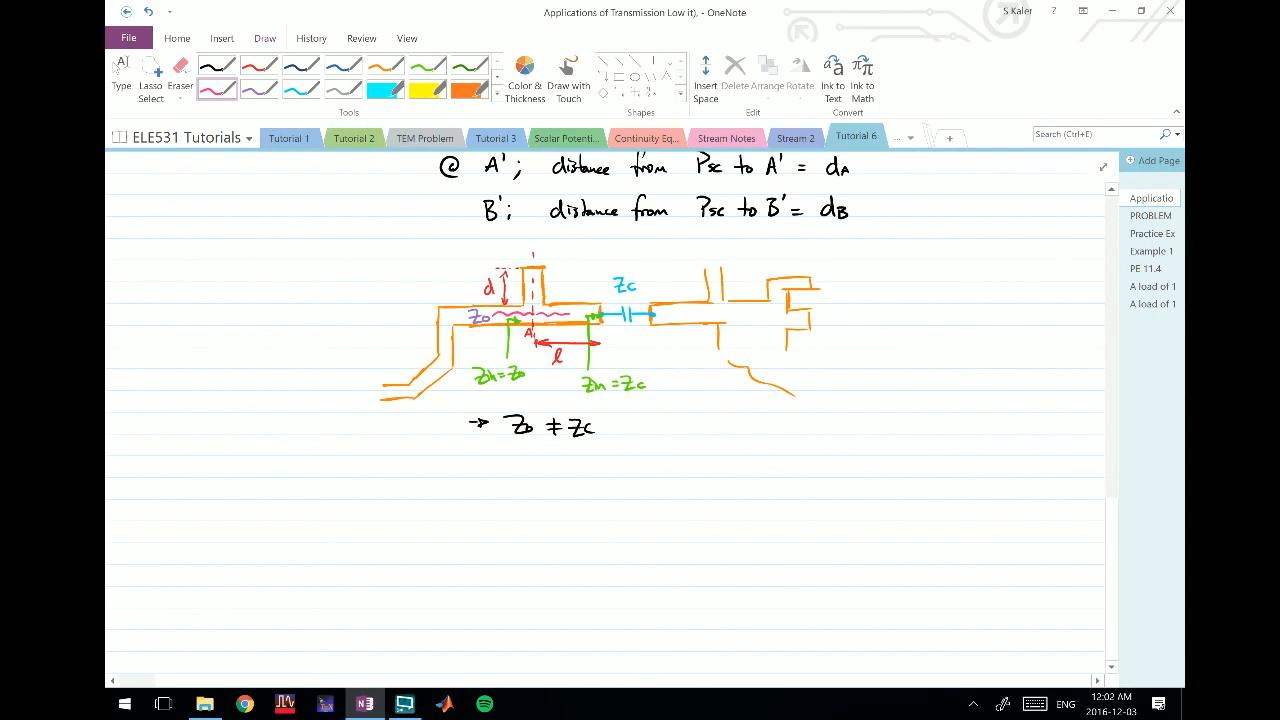 Applications of Transmission Low it), - OneNote
S Kaler
?
File
Home
Insert
Draw
History
Review
View
Type
Lasso Select
Eraser
Color & Thickness
Draw with Touch
Insert Space
Delete
Arrange
Rotate
Ink to Text
Ink to Math
Tools
Shapes
Edit
Convert
ELE531 Tutorials
Tutorial 1
Tutorial 2
TEM Problem
Tutorial 3
Scalar Potenti...
Continuity Eq...
Stream Notes
Stream 2
Tutorial 6
...
Search (Ctrl+E)
Add Page
Applicatio
PROBLEM
Practice Ex
Example 1
PE 11.4
A load of 1
A load of 1
@ A'; distance from Psc to A' = dA
B'; distance from Psc to B' = dB
d
Zc
Z0
A'
l
Zin = Z0
Zin = Zc
→ Z0 ≠ Zc
ENG
12:02 AM
2016-12-03